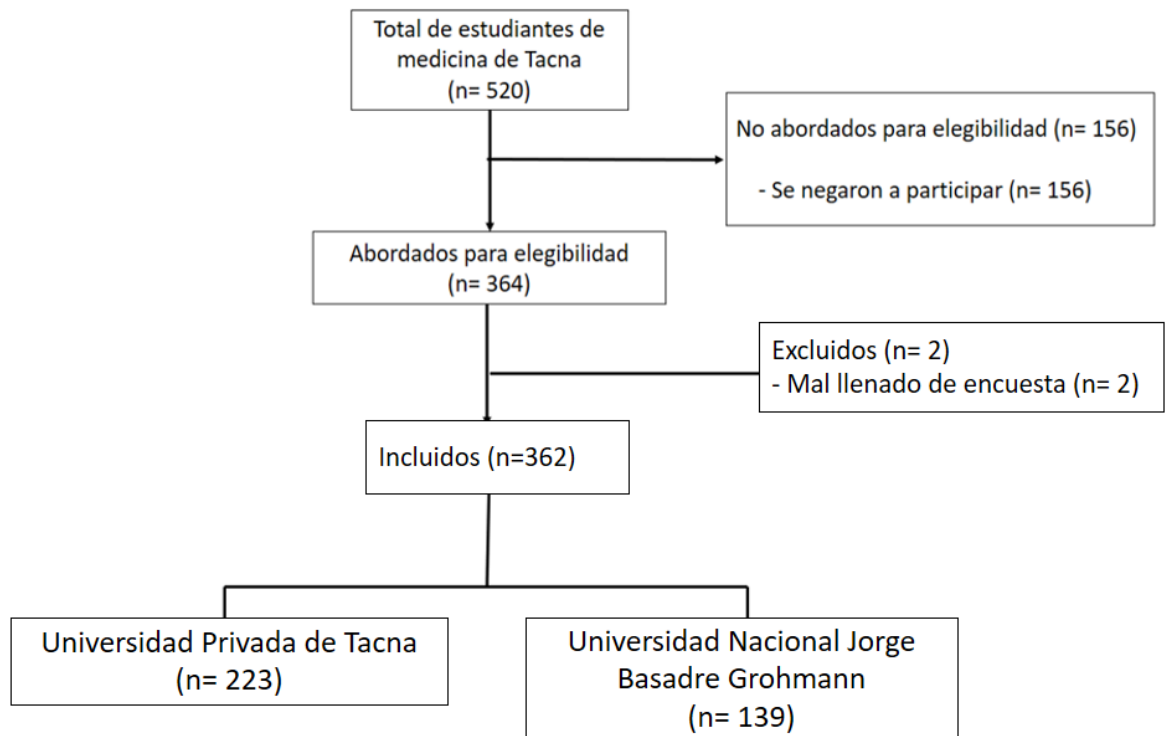 Total de estudiantes de
medicina de Tacna
(n= 520)
No abordados para elegibilidad (n= 156)
- Se negaron a participar (n= 156)
Abordados para elegibilidad
(n= 364)
Excluidos (n= 2)
- Mal llenado de encuesta (n= 2)
Incluidos (n=362)
Universidad Privada de Tacna
(n= 223)
Universidad Nacional Jorge
Basadre Grohmann
(n= 139)